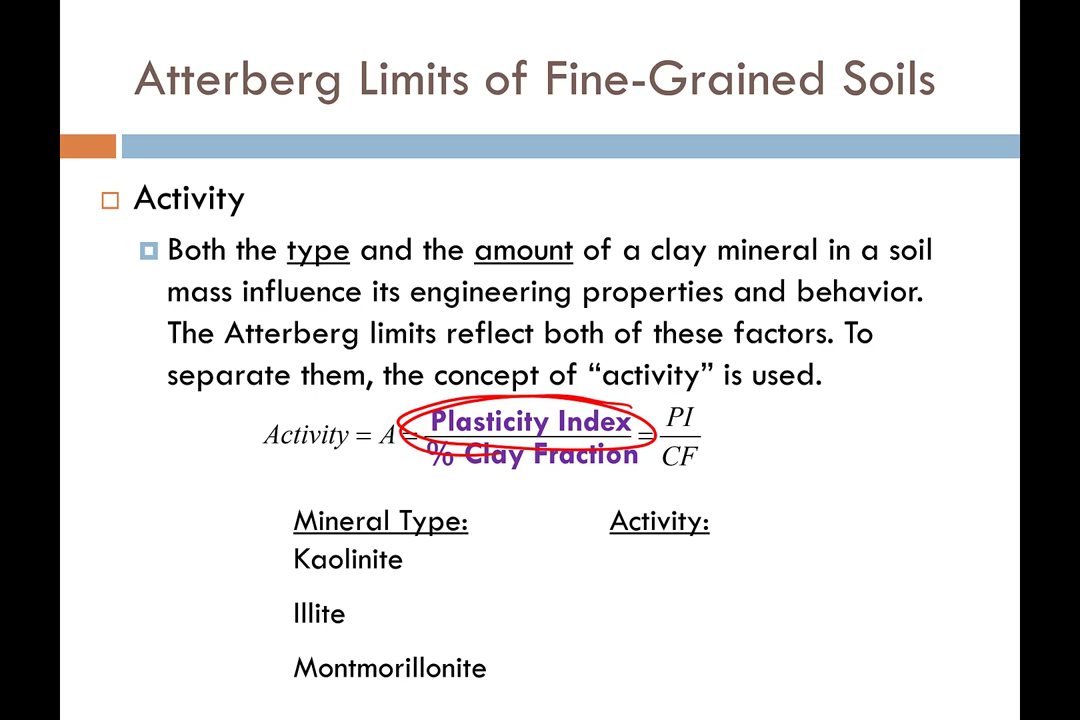 Atterberg Limits of Fine-Grained Soils
Activity
Both the type and the amount of a clay mineral in a soil
mass influence its engineering properties and behavior.
The Atterberg limits reflect both of these factors. To
separate them, the concept of “activity” is used.
Activity = A = Plasticity Index / % Clay Fraction = PI / CF
Mineral Type: Activity:
Kaolinite
Illite
Montmorillonite